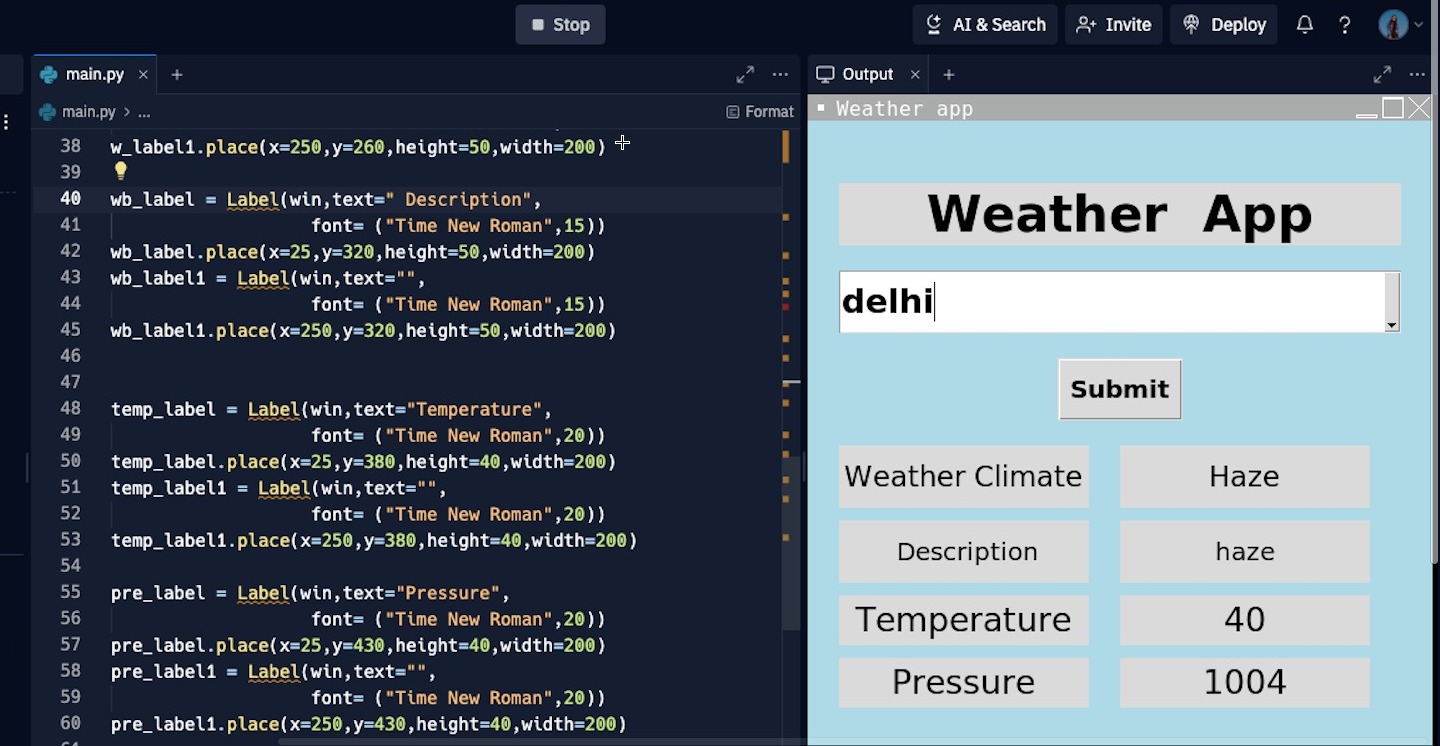 Stop
AI & Search
Invite
Deploy
main.py
Output
main.py > ...
Format
38 w_label1.place(x=250,y=260,height=50,width=200)
39
40 wb_label = Label(win,text=" Description",
41 font= ("Time New Roman",15))
42 wb_label.place(x=25,y=320,height=50,width=200)
43 wb_label1 = Label(win,text="",
44 font= ("Time New Roman",15))
45 wb_label1.place(x=250,y=320,height=50,width=200)
46
47
48 temp_label = Label(win,text="Temperature",
49 font= ("Time New Roman",20))
50 temp_label.place(x=25,y=380,height=40,width=200)
51 temp_label1 = Label(win,text="",
52 font= ("Time New Roman",20))
53 temp_label1.place(x=250,y=380,height=40,width=200)
54
55 pre_label = Label(win,text="Pressure",
56 font= ("Time New Roman",20))
57 pre_label.place(x=25,y=430,height=40,width=200)
58 pre_label1 = Label(win,text="",
59 font= ("Time New Roman",20))
60 pre_label1.place(x=250,y=430,height=40,width=200)
Weather app
Weather App
delhi
Submit
Weather Climate Haze
Description haze
Temperature 40
Pressure 1004